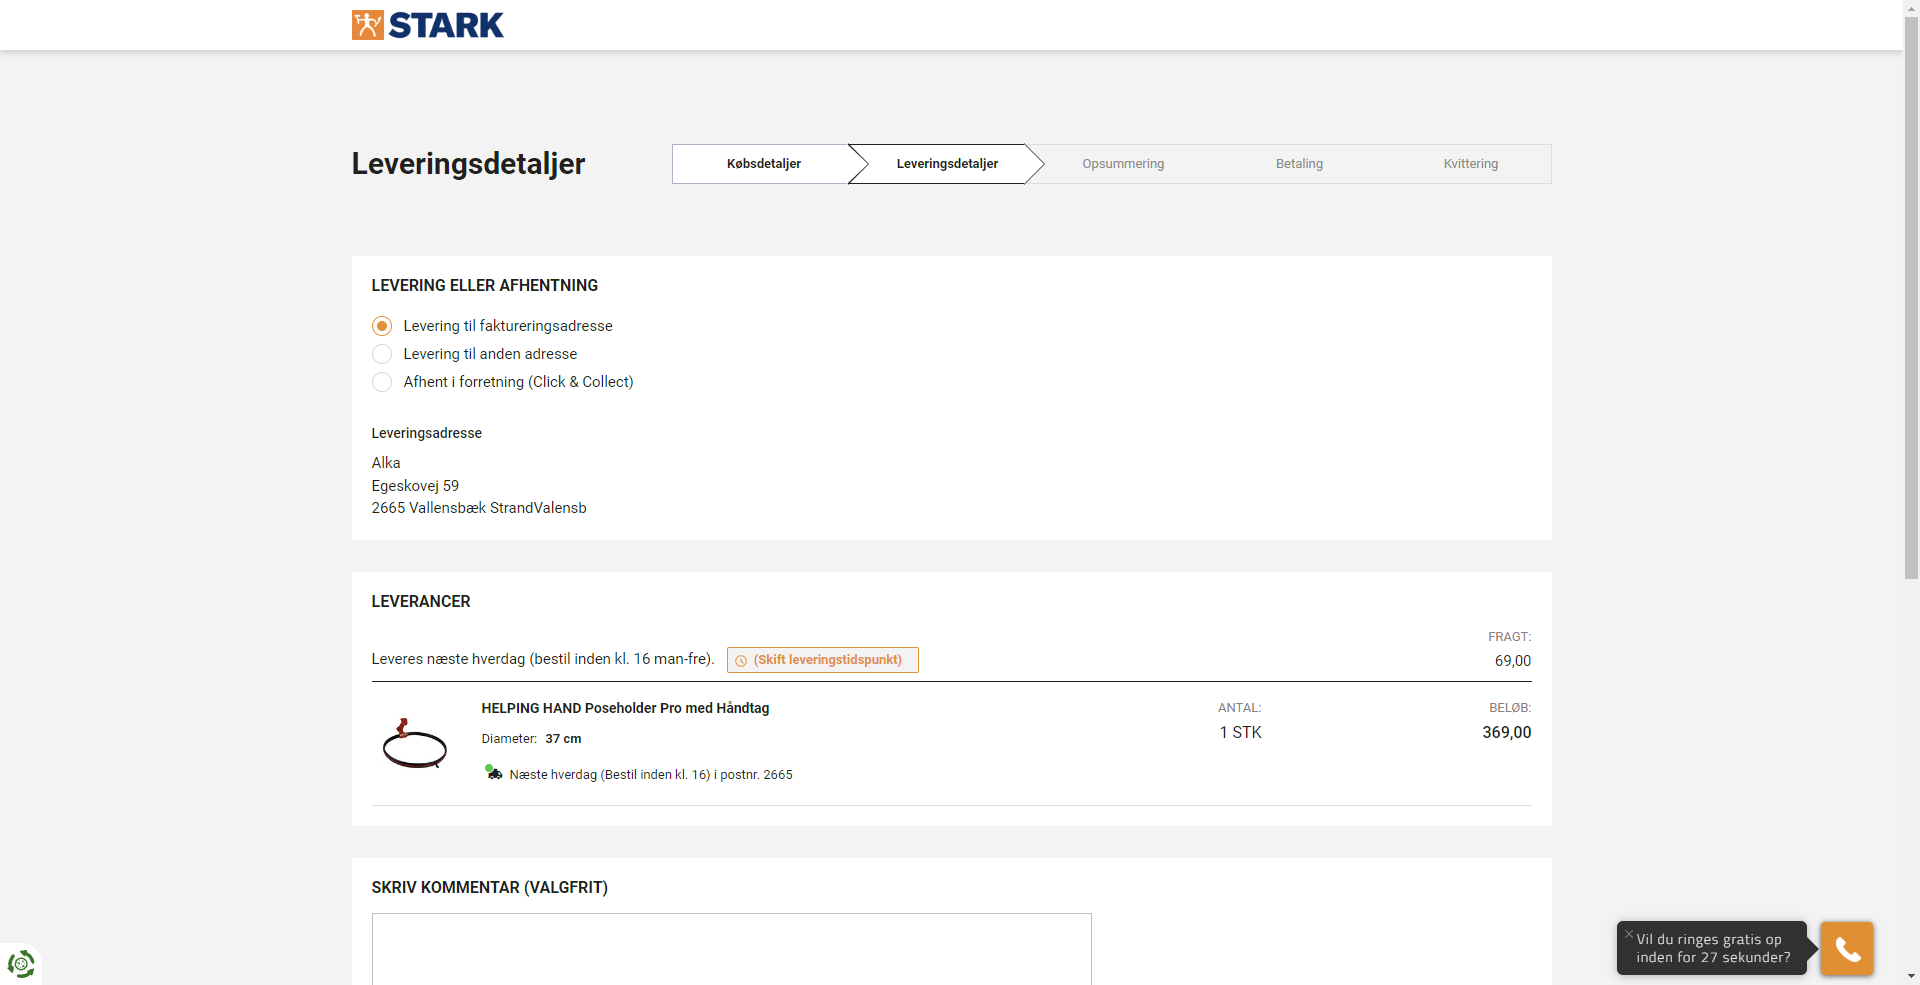 STARK
Leveringsdetaljer
Købsdetaljer
Leveringsdetaljer
Opsummering
Betaling
Kvittering
LEVERING ELLER AFHENTNING
Levering til faktureringsadresse
Levering til anden adresse
Afhent i forretning (Click & Collect)
Leveringsadresse
Alka
Egeskovej 59
2665 Vallensbæk StrandValensb
LEVERANCER
FRAGT:
Leveres næste hverdag (bestil inden kl. 16 man-fre).
(Skift leveringstidspunkt)
69,00
HELPING HAND Poseholder Pro med Håndtag
ANTAL:
BELØB:
Diameter: 37 cm
1 STK
369,00
Næste hverdag (Bestil inden kl. 16) i postnr. 2665
SKRIV KOMMENTAR (VALGFRIT)
Vil du ringes gratis op
inden for 27 sekunder?